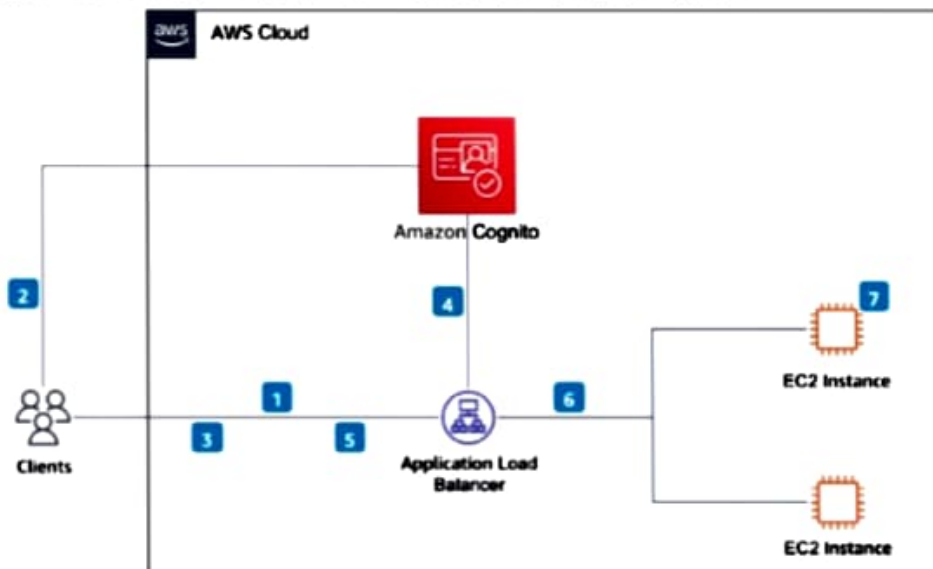 aws
AWS Cloud
Amazon Cognito
2
4
7
EC2 Instance
1
6
3
5
Clients
Application Load
Balancer
EC2 Instance